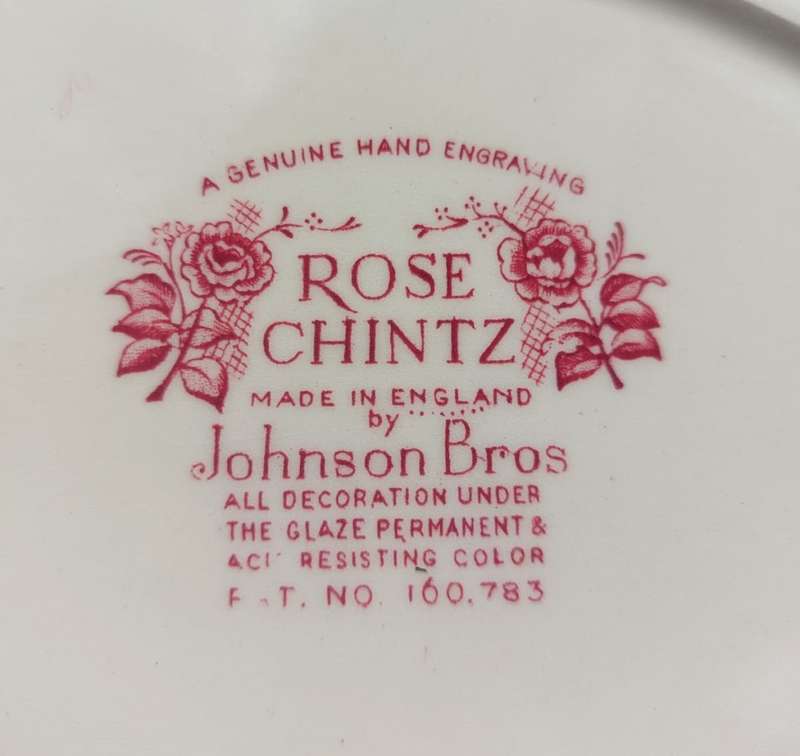 A GENUINE HAND ENGRAVING
ROSE
CHINTZ
MADE IN ENGLAND
by
Johnson Bros
ALL DECORATION UNDER
THE GLAZE PERMANENT &
RESISTING COLOR
NO. 160,783